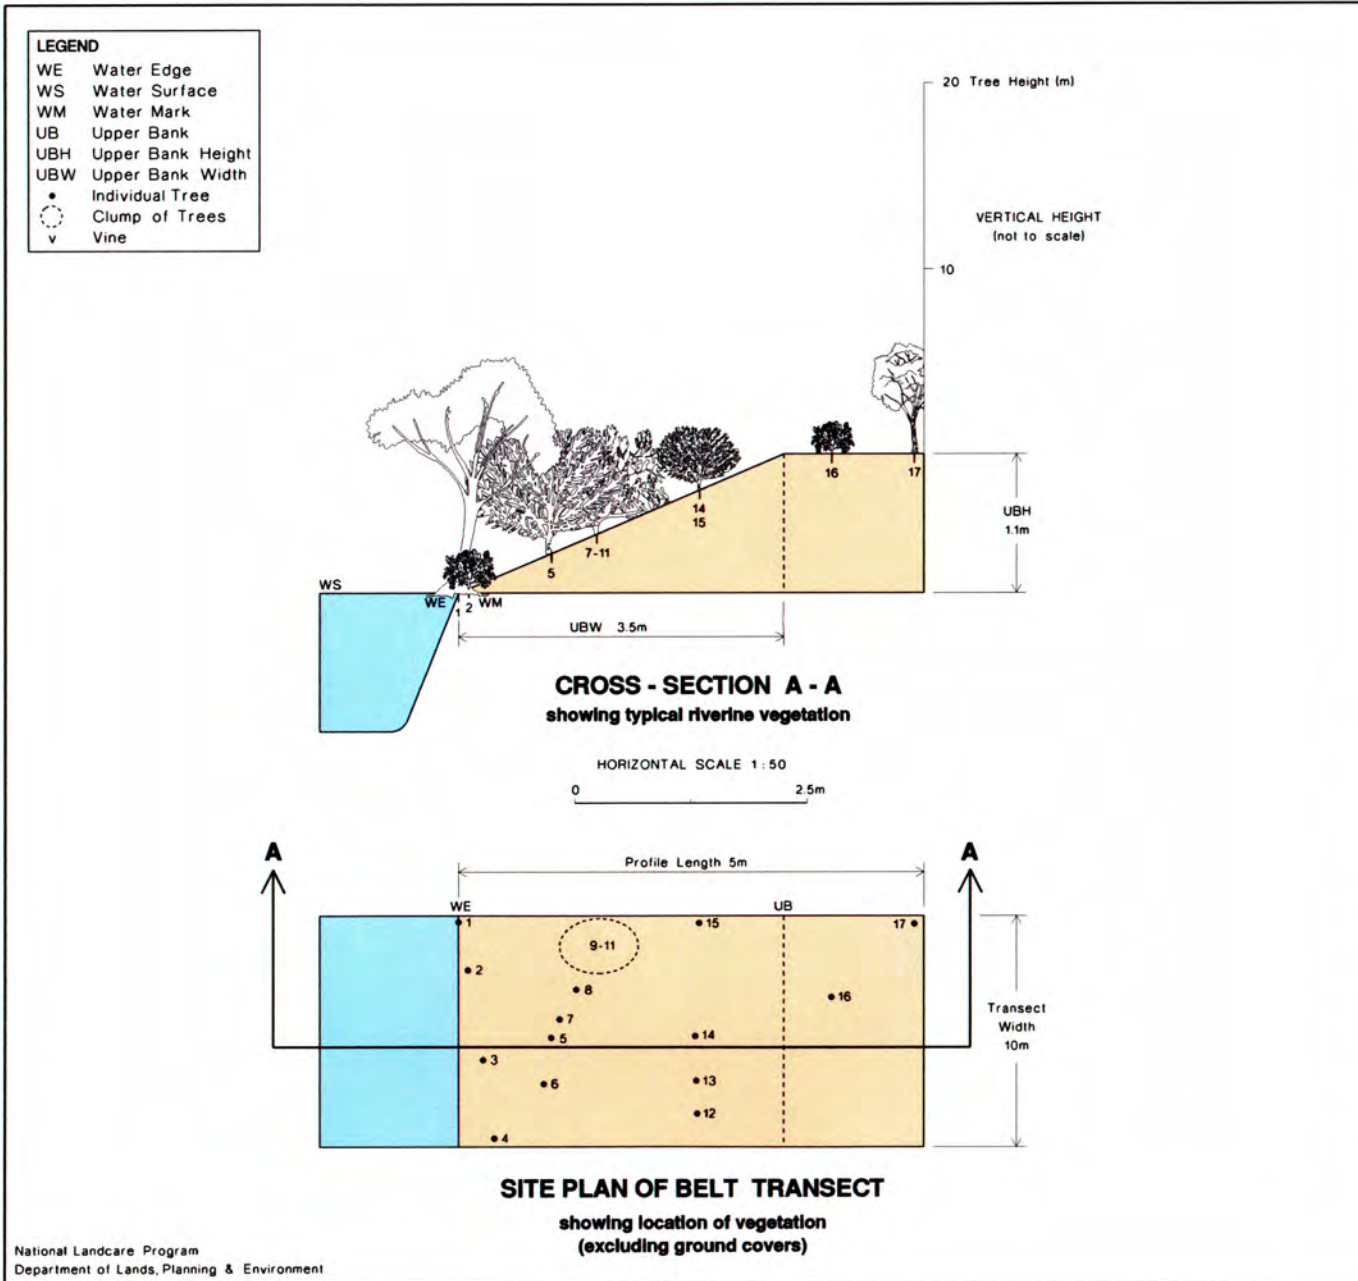 LEGEND
WE Water Edge
WS Water Surface
WM Water Mark
UB Upper Bank
UBH Upper Bank Height
UBW Upper Bank Width
Individual Tree
Clump of Trees
v Vine
20 Tree Height (m)
VERTICAL HEIGHT
(not to scale)
10
16
17
14
15
UBH
1.1m
7-11
5
WS
WE
1
2
WM
UBW 3.5m
CROSS - SECTION A - A
showing typical riverine vegetation
HORIZONTAL SCALE 1 : 50
0
2.5m
A
A
Profile Length 5m
WE
UB
1
15
17
9-11
2
8
16
7
5
14
Transect
Width
10m
3
6
13
12
4
SITE PLAN OF BELT TRANSECT
showing location of vegetation
(excluding ground covers)
National Landcare Program
Department of Lands, Planning & Environment